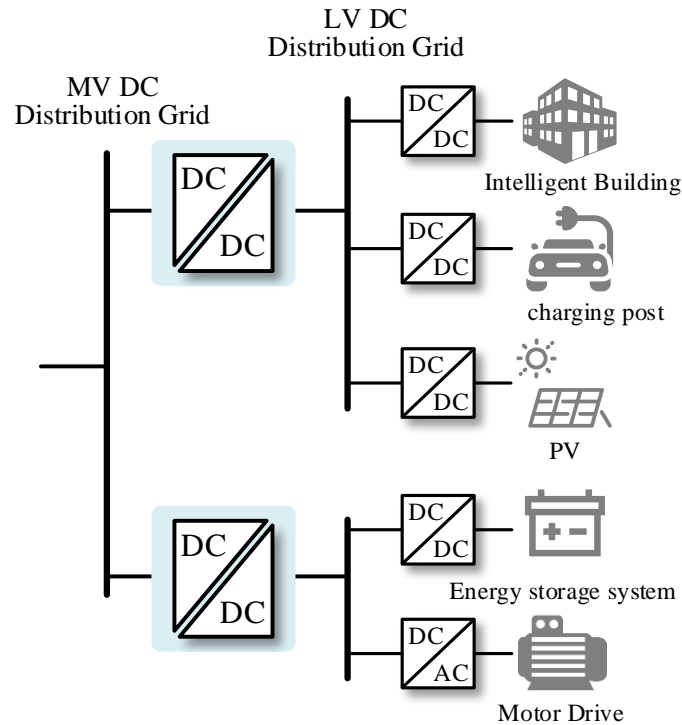 LV DC
Distribution Grid
MV DC
Distribution Grid
DC
DC
DC
DC
Intelligent Building
DC
DC
charging post
DC
DC
PV
DC
DC
DC
DC
Energy storage system
DC
AC
Motor Drive